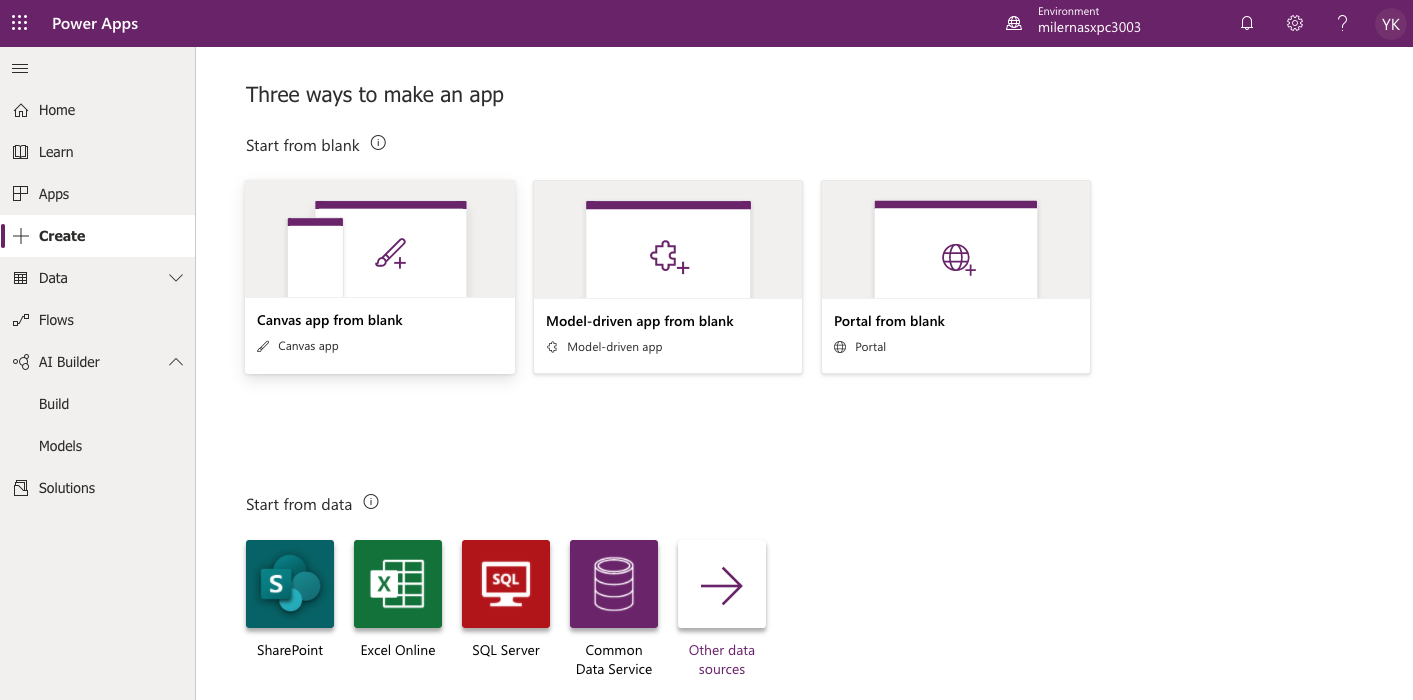 Power Apps
Environment
milernasxpc3003
?
YK
Home
Learn
Apps
Create
Data
Flows
AI Builder
Build
Models
Solutions
Three ways to make an app
Start from blank
Canvas app from blank
Canvas app
Model-driven app from blank
Model-driven app
Portal from blank
Portal
Start from data
S
X
SQL
SharePoint
Excel Online
SQL Server
Common
Data Service
Other data
sources